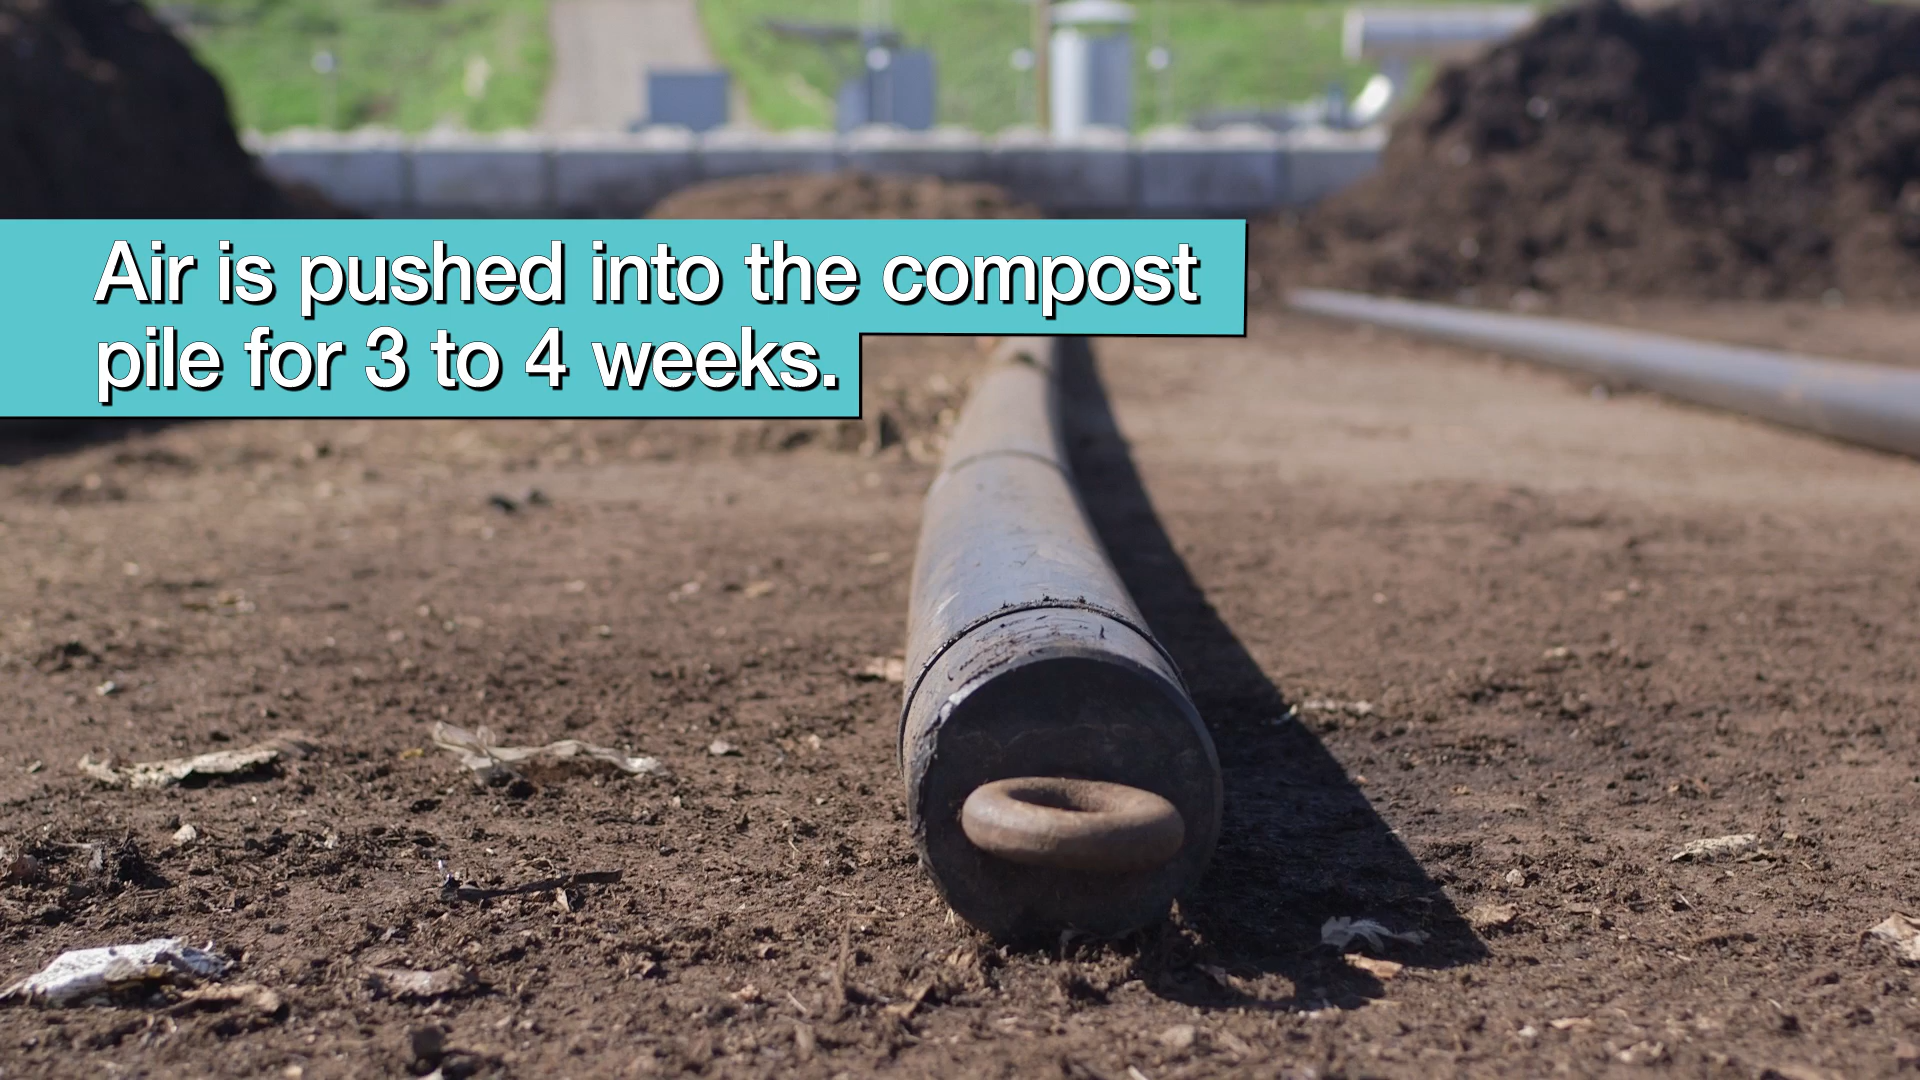 Air is pushed into the compost
pile for 3 to 4 weeks.